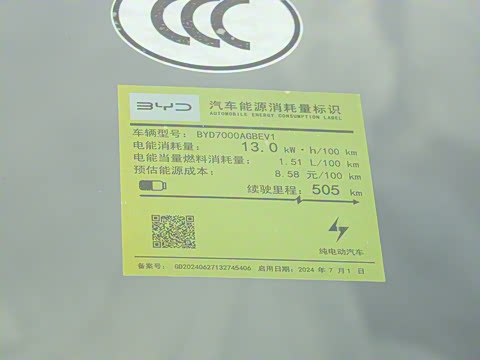 CCC
BYD 汽车能源消耗量标识
AUTOMOBILE ENERGY CONSUMPTION LABEL
车辆型号: BYD7000AGBEV1
电能消耗量: 13.0 kW·h/100 km
电能当量燃料消耗量: 1.51 L/100 km
预估能源成本: 8.58 元/100 km
续驶里程: 505 km
纯电动汽车
备案号: GD20240627132745406 启用日期: 2024 年 7 月 1 日